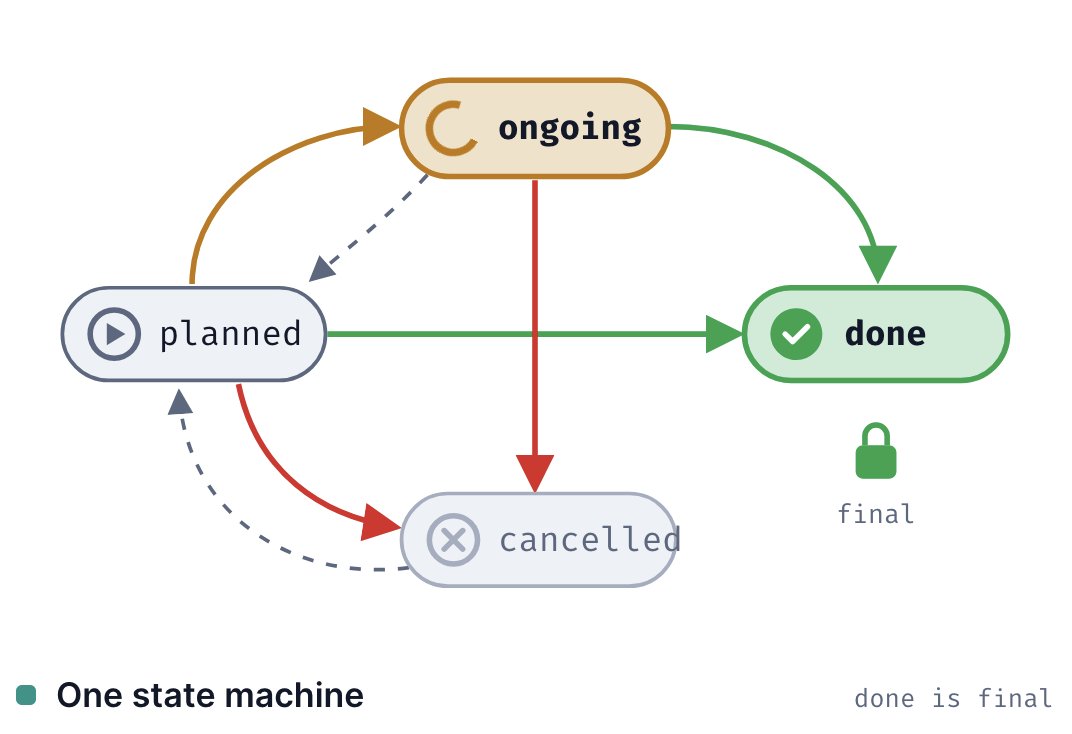 ongoing
planned
done
final
cancelled
One state machine
done is final